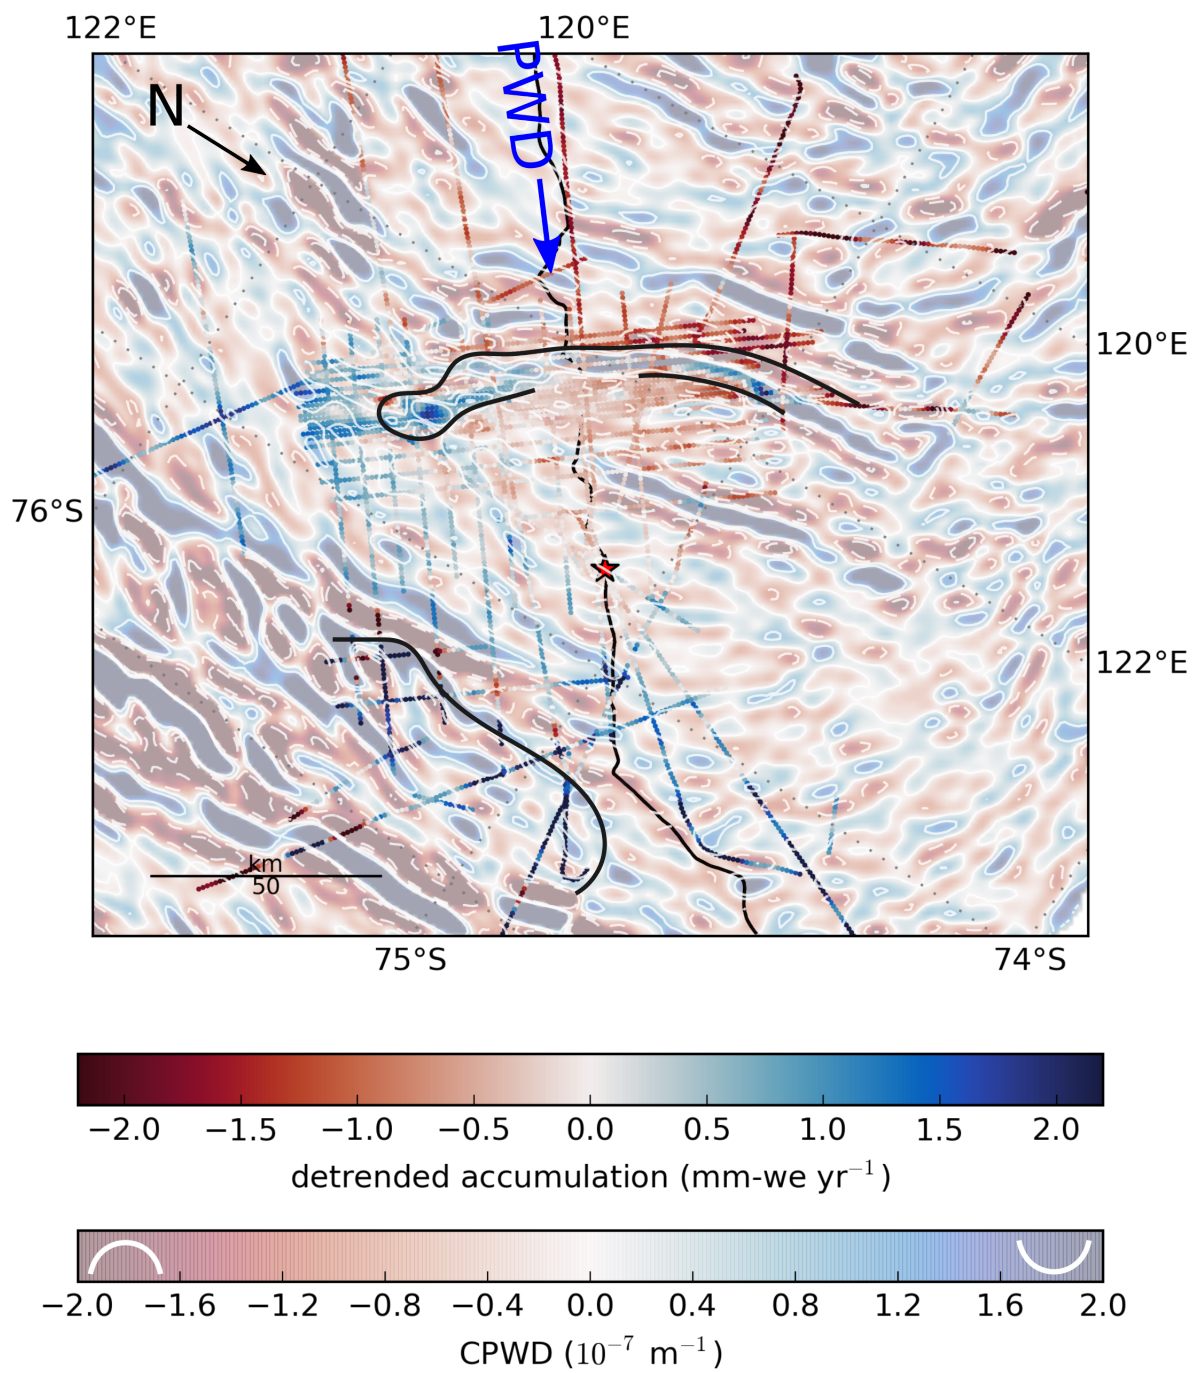 122°E 120°E
N
PWD
120°E
76°S
122°E
km
50
75°S 74°S
−2.0 −1.5 −1.0 −0.5 0.0 0.5 1.0 1.5 2.0
detrended accumulation (mm-we yr⁻¹)
−2.0 −1.6 −1.2 −0.8 −0.4 0.0 0.4 0.8 1.2 1.6 2.0
CPWD (10⁻⁷ m⁻¹)